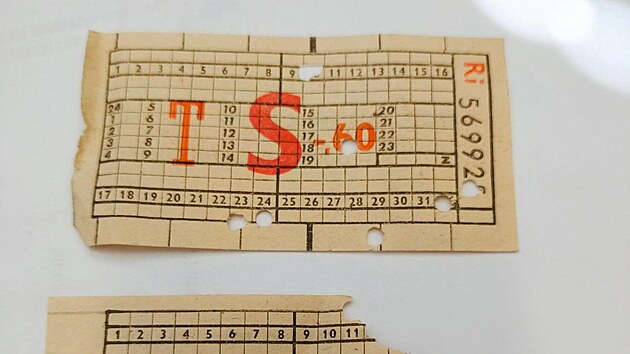 1 2 3 4 5 6 7 8 9 11 12 13 14 15 16
24 5 10 15 20
1 6 11 16 21
2 7 12 17 22
3 8 13 18 23
4 9 14 19 N
T S -.60
17 18 19 20 21 22 23 24 25 26 27 28 29 30 31
Ri 56992
1 2 3 4 5 6 7 8 9 10 11